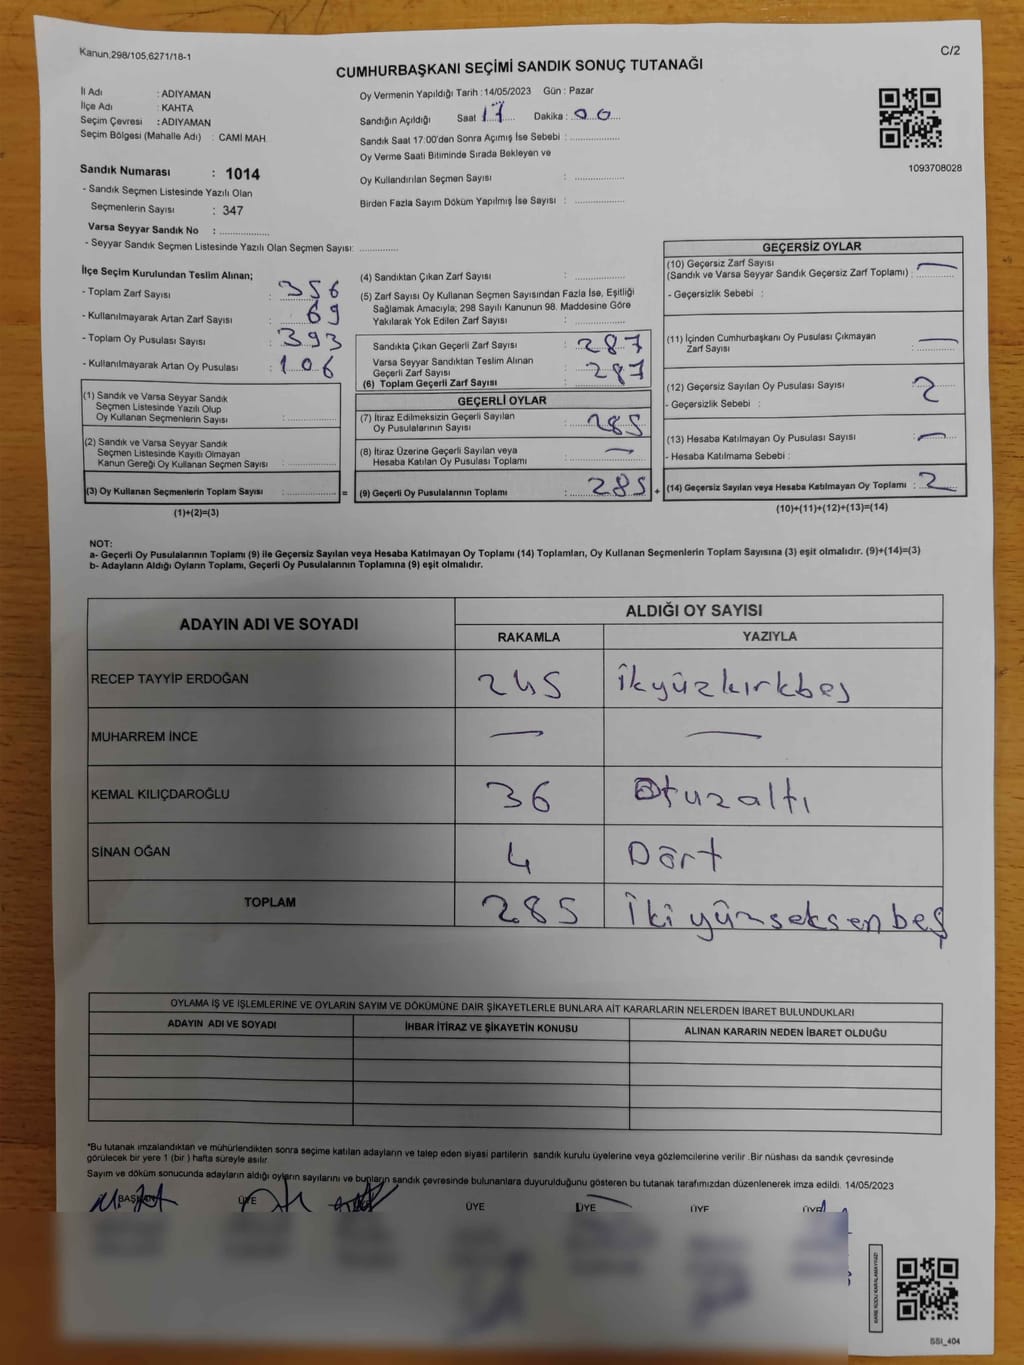 Kanun,298/105,6271/18-1
C/2
CUMHURBAŞKANI SEÇİMİ SANDIK SONUÇ TUTANAĞI
İl Adı : ADIYAMAN
İlçe Adı : KAHTA
Seçim Çevresi : ADIYAMAN
Seçim Bölgesi (Mahalle Adı) : CAMİ MAH.
Sandık Numarası : 1014
- Sandık Seçmen Listesinde Yazılı Olan
Seçmenlerin Sayısı : 347
Varsa Seyyar Sandık No : ..................
- Seyyar Sandık Seçmen Listesinde Yazılı Olan Seçmen Sayısı: ..............
Oy Vermenin Yapıldığı Tarih : 14/05/2023 Gün : Pazar
Sandığın Açıldığı Saat 17 Dakika : 00
Sandık Saat 17:00'den Sonra Açımış İse Sebebi : ..................
Oy Verme Saati Bitiminde Sırada Bekleyen ve
Oy Kullandırılan Seçmen Sayısı : ..................
Birden Fazla Sayım Döküm Yapılmış İse Sayısı : ..................
1093708028
İlçe Seçim Kurulundan Teslim Alınan;
- Toplam Zarf Sayısı : 356
- Kullanılmayarak Artan Zarf Sayısı : 69
- Toplam Oy Pusulası Sayısı : 393
- Kullanılmayarak Artan Oy Pusulası : 106
(1) Sandık ve Varsa Seyyar Sandık
Seçmen Listesinde Yazılı Olup
Oy Kullanan Seçmenlerin Sayısı : ..................
(2) Sandık ve Varsa Seyyar Sandık
Seçmen Listesinde Kayıtlı Olmayan
Kanun Gereği Oy Kullanan Seçmen Sayısı : ..................
(3) Oy Kullanan Seçmenlerin Toplam Sayısı : .................. =
(1)+(2)=(3)
(4) Sandıktan Çıkan Zarf Sayısı : ..................
(5) Zarf Sayısı Oy Kullanan Seçmen Sayısından Fazla İse, Eşitliği
Sağlamak Amacıyla; 298 Sayılı Kanunun 98. Maddesine Göre
Yakılarak Yok Edilen Zarf Sayısı : ..................
Sandıkta Çıkan Geçerli Zarf Sayısı : 287
Varsa Seyyar Sandıktan Teslim Alınan
Geçerli Zarf Sayısı : 287
(6) Toplam Geçerli Zarf Sayısı : ..................
GEÇERLİ OYLAR
(7) İtiraz Edilmeksizin Geçerli Sayılan
Oy Pusulalarının Sayısı : 285
(8) İtiraz Üzerine Geçerli Sayılan veya
Hesaba Katılan Oy Pusulası Toplamı : —
(9) Geçerli Oy Pusulalarının Toplamı : 285 +
GEÇERSİZ OYLAR
(10) Geçersiz Zarf Sayısı
(Sandık ve Varsa Seyyar Sandık Geçersiz Zarf Toplamı) : —
- Geçersizlik Sebebi :
(11) İçinden Cumhurbaşkanı Oy Pusulası Çıkmayan
Zarf Sayısı : —
(12) Geçersiz Sayılan Oy Pusulası Sayısı : 2
- Geçersizlik Sebebi :
(13) Hesaba Katılmayan Oy Pusulası Sayısı : —
- Hesaba Katılmama Sebebi :
(14) Geçersiz Sayılan veya Hesaba Katılmayan Oy Toplamı : 2
(10)+(11)+(12)+(13)=(14)
NOT:
a- Geçerli Oy Pusulalarının Toplamı (9) ile Geçersiz Sayılan veya Hesaba Katılmayan Oy Toplamı (14) Toplamları, Oy Kullanan Seçmenlerin Toplam Sayısına (3) eşit olmalıdır. (9)+(14)=(3)
b- Adayların Aldığı Oyların Toplamı, Geçerli Oy Pusulalarının Toplamına (9) eşit olmalıdır.
ADAYIN ADI VE SOYADI
ALDIĞI OY SAYISI
RAKAMLA YAZIYLA
RECEP TAYYİP ERDOĞAN 245 İkyüzkırkbeş
MUHARREM İNCE — —
KEMAL KILIÇDAROĞLU 36 Otuzaltı
SİNAN OĞAN 4 Dört
TOPLAM 285 İkiyünseksenbeş
OYLAMA İŞ VE İŞLEMLERİNE VE OYLARIN SAYIM VE DÖKÜMÜNE DAİR ŞİKAYETLERLE BUNLARA AİT KARARLARIN NELERDEN İBARET BULUNDUKLARI
ADAYIN ADI VE SOYADI İHBAR İTİRAZ VE ŞİKAYETİN KONUSU ALINAN KARARIN NEDEN İBARET OLDUĞU
*Bu tutanak imzalandıktan ve mühürlendikten sonra seçime katılan adayların ve talep eden siyasi partilerin sandık kurulu üyelerine veya gözlemcilerine verilir .Bir nüshası da sandık çevresinde
görülecek bir yere 1 (bir ) hafta süreyle asılır.
Sayım ve döküm sonucunda adayların aldığı oyların sayılarını ve bunların sandık çevresinde bulunanlara duyurulduğunu gösteren bu tutanak tarafımızdan düzenlenerek imza edildi. 14/05/2023
BAŞKAN ÜYE ÜYE ÜYE ÜYE ÜYE
KARE KODU KARALAMAYINIZ!
SSI_404